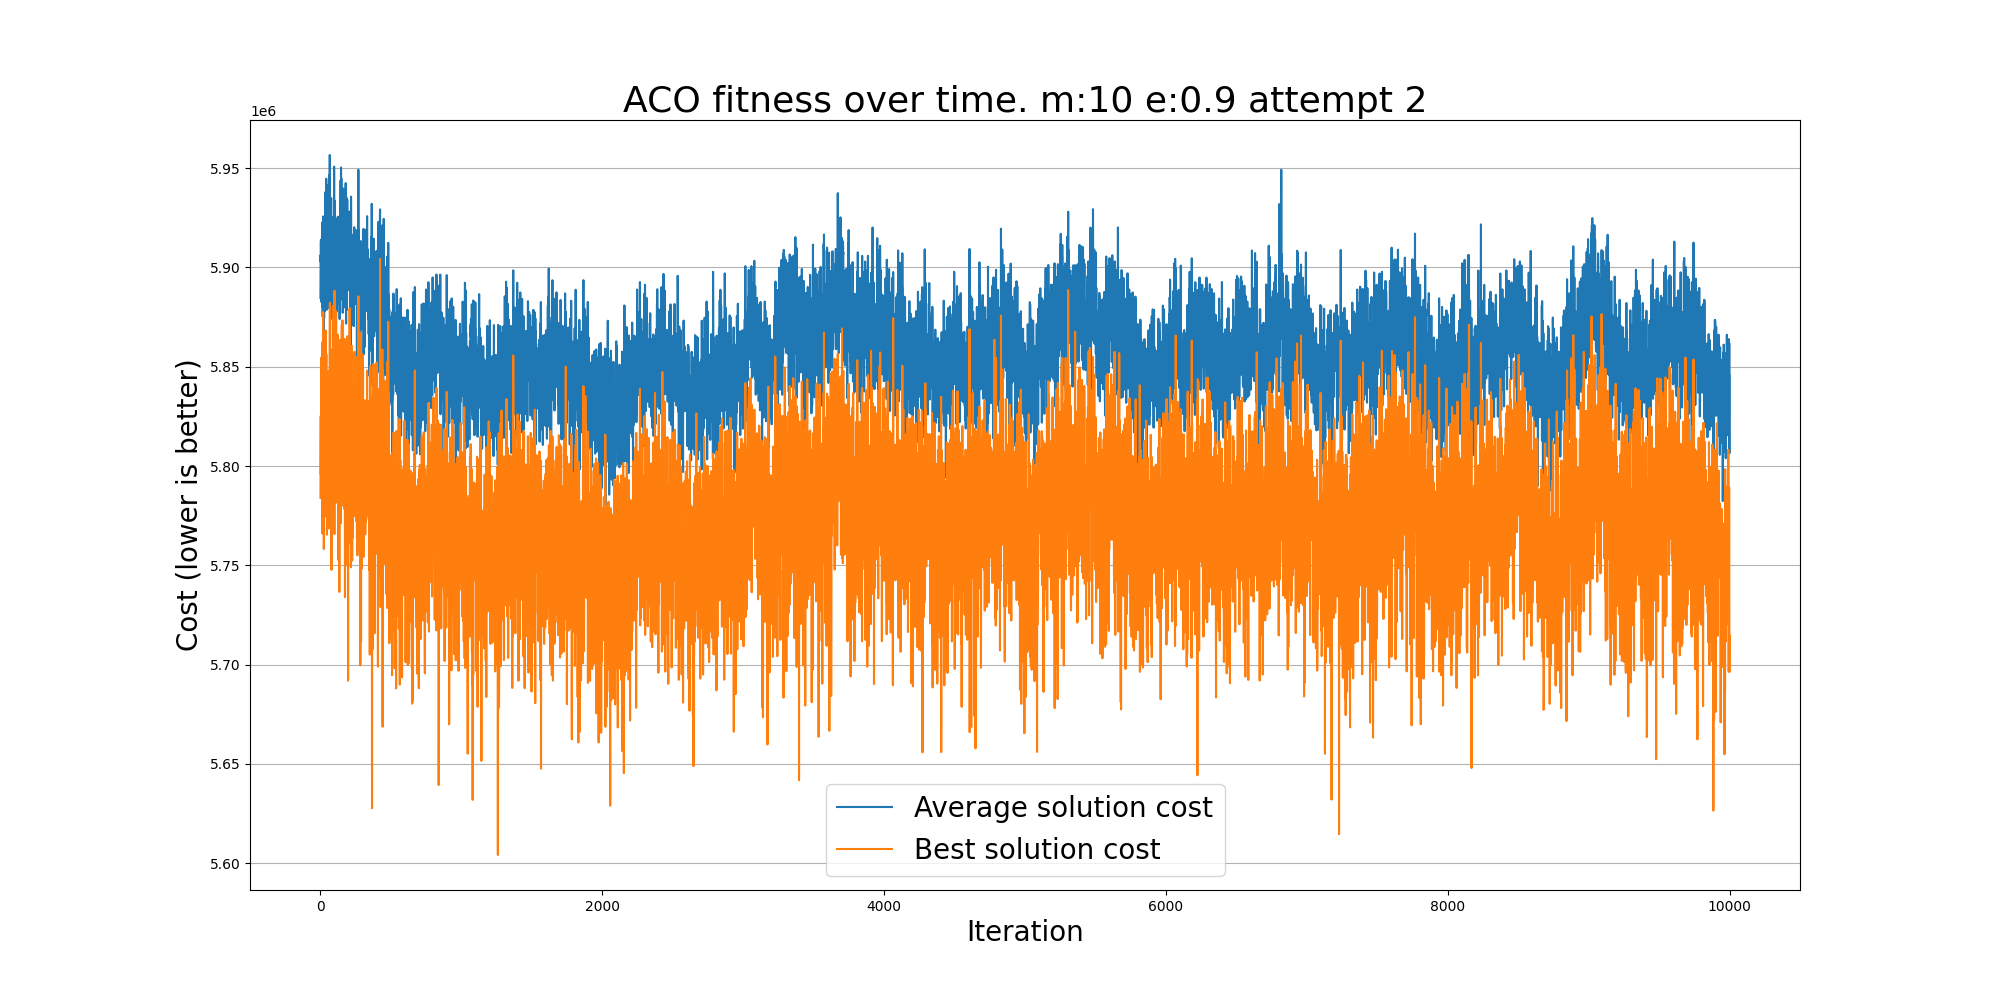 ACO fitness over time. m:10 e:0.9 attempt 2
1e6
5.95
5.90
5.85
5.80
5.75
5.70
5.65
5.60
Cost (lower is better)
Average solution cost
Best solution cost
0 2000 4000 6000 8000 10000
Iteration